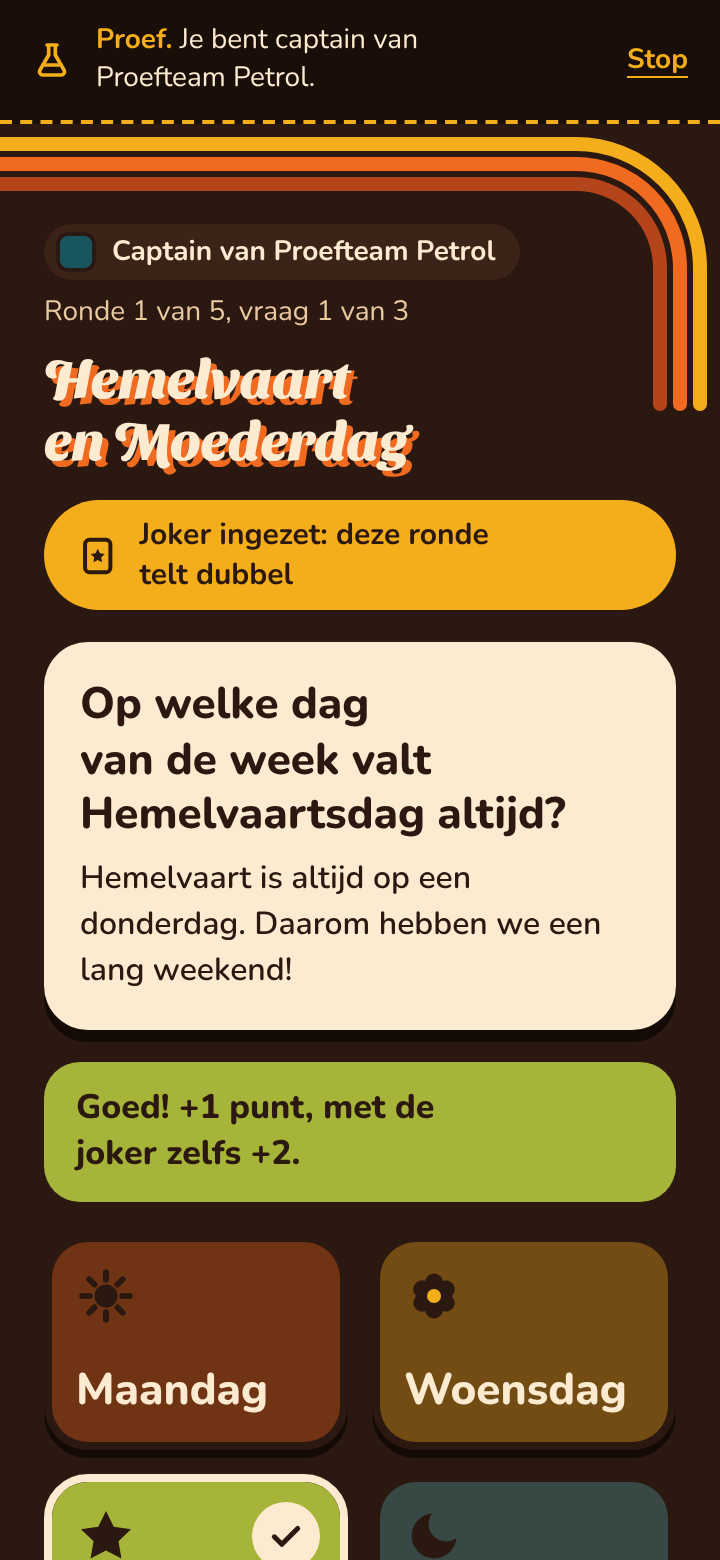 Proef. Je bent captain van
Proefteam Petrol.
Stop
Captain van Proefteam Petrol
Ronde 1 van 5, vraag 1 van 3
Hemelvaart
en Moederdag
Joker ingezet: deze ronde
telt dubbel
Op welke dag
van de week valt
Hemelvaartsdag altijd?
Hemelvaart is altijd op een
donderdag. Daarom hebben we een
lang weekend!
Goed! +1 punt, met de
joker zelfs +2.
Maandag
Woensdag